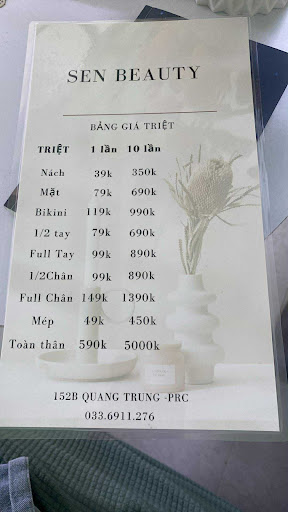 SEN BEAUTY
BẢNG GIÁ TRIỆT
TRIỆT 1 lần 10 lần
Nách 39k 350k
Mặt 79k 690k
Bikini 119k 990k
1/2 tay 79k 690k
Full Tay 99k 890k
1/2Chân 99k 890k
Full Chân 149k 1390k
Mép 49k 450k
Toàn thân 590k 5000k
152B QUANG TRUNG -PRC
033.6911.276